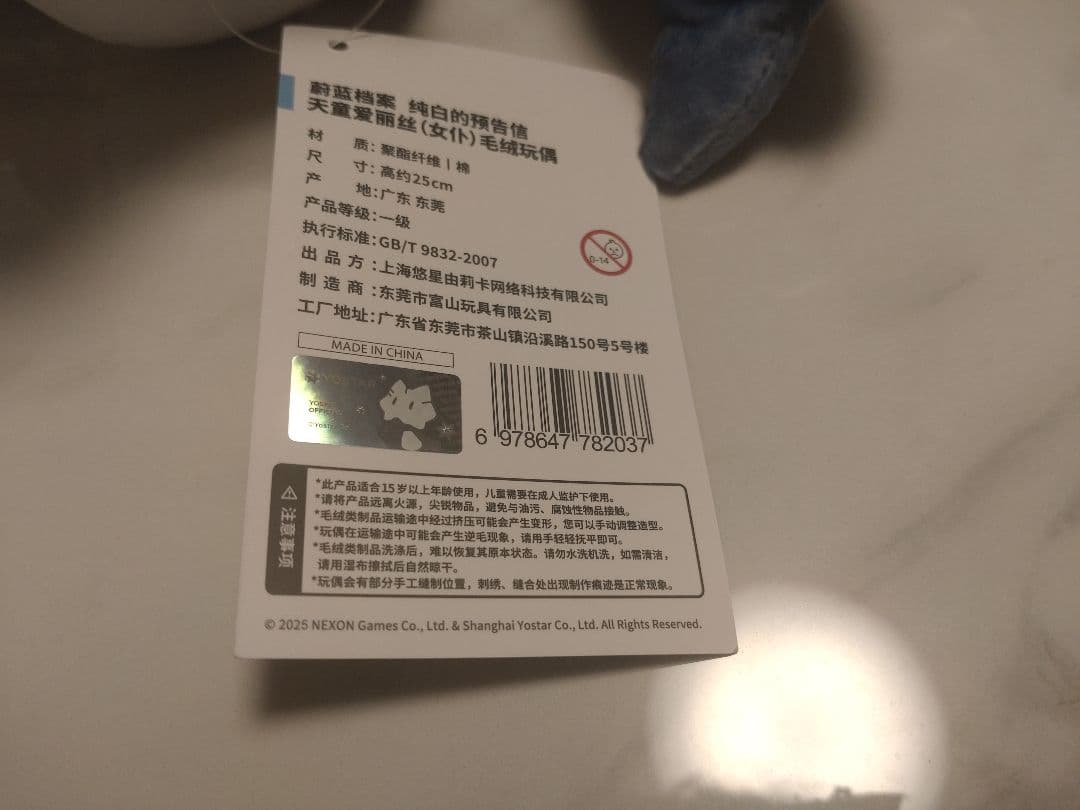 蔚蓝档案 纯白的预告信
天童爱丽丝(女仆)毛绒玩偶
材 质:聚酯纤维|棉
尺 寸:高约25cm
产 地:广东 东莞
产品等级:一级
执行标准:GB/T 9832-2007
出品方:上海悠星由莉卡网络科技有限公司
制造商:东莞市富山玩具有限公司
工厂地址:广东省东莞市茶山镇沿溪路150号5号楼
0-14
MADE IN CHINA
YOSTAR
6 978647 782037
注意事项
*此产品适合15岁以上年龄使用，儿童需要在成人监护下使用。
*请将产品远离火源，尖锐物品，避免与油污、腐蚀性物品接触。
*毛绒类制品运输途中经过挤压可能会产生变形，您可以手动调整造型。
*玩偶在运输途中可能会产生逆毛现象，请用手轻轻抚平即可。
*毛绒类制品洗涤后，难以恢复其原本状态。请勿水洗机洗，如需清洁，
请用湿布擦拭后自然晾干。
*玩偶会有部分手工缝制位置，刺绣、缝合处出现制作痕迹是正常现象。
© 2025 NEXON Games Co., Ltd. & Shanghai Yostar Co., Ltd. All Rights Reserved.